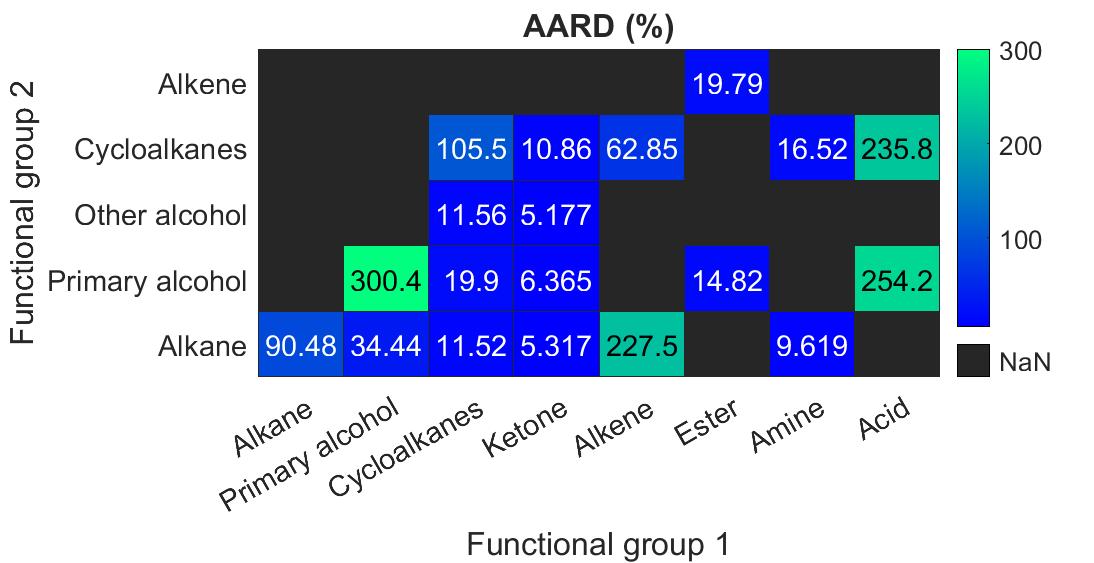 AARD (%)
Functional group 2
Alkene
19.79
Cycloalkanes
105.5 10.86 62.85 16.52 235.8
Other alcohol
11.56 5.177
Primary alcohol
300.4 19.9 6.365 14.82 254.2
Alkane
90.48 34.44 11.52 5.317 227.5 9.619
300
200
100
NaN
Alkane
Primary alcohol
Cycloalkanes
Ketone
Alkene
Ester
Amine
Acid
Functional group 1